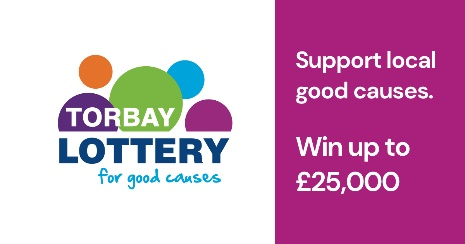 TORBAY
LOTTERY
for good causes
Support local
good causes.
Win up to
£25,000